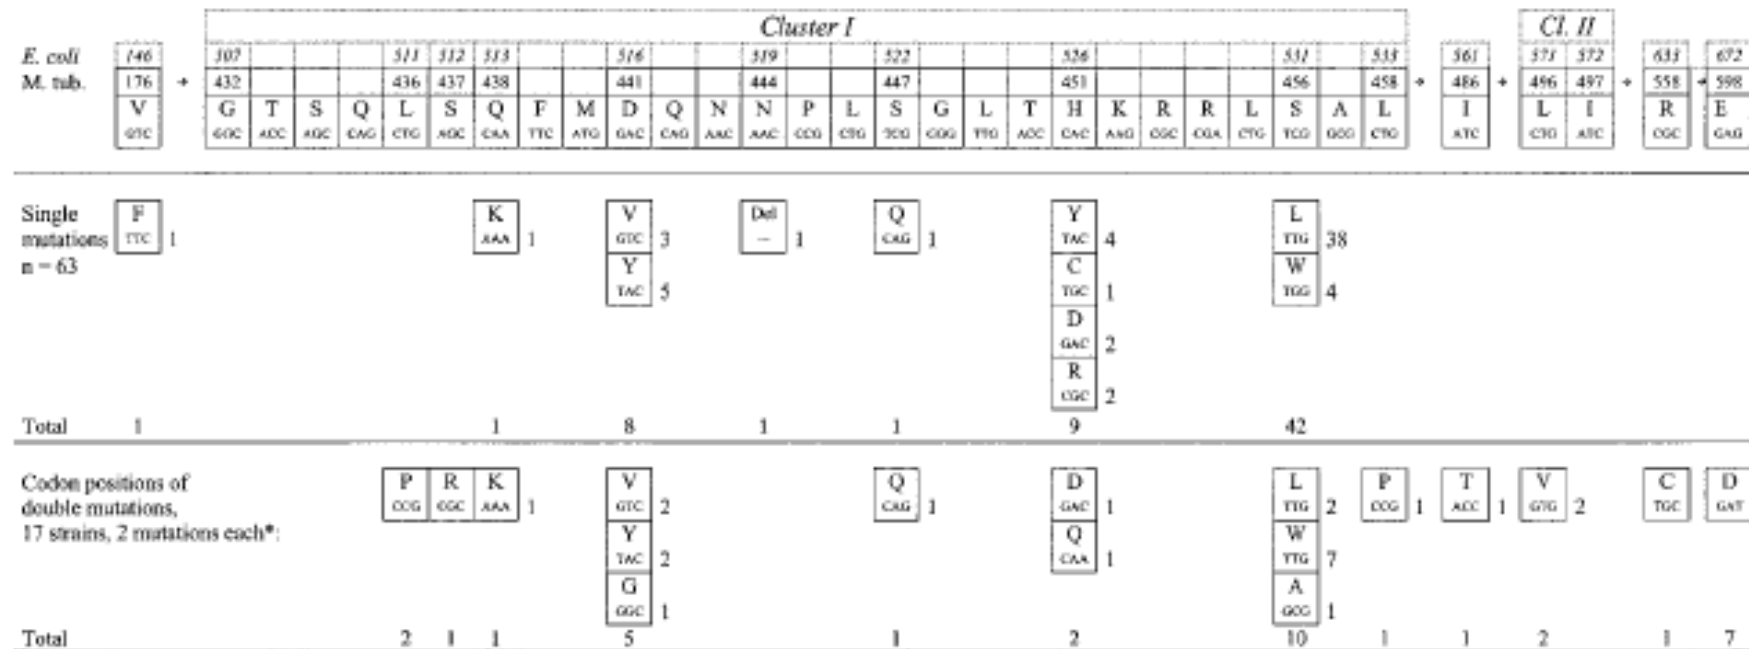 Cluster I Cl. II
E. coli 146 507 511 512 513 516 519 522 526 531 533 561 571 572 633 672
M. tub. 176 432 436 437 438 441 444 447 451 456 458 486 496 497 558 598
V G T S Q L S Q F M D Q N N P L S G L T H K R R L S A L I L I R E
GTC GGC ACC AGC CAG CTG AGC CAA TTC ATG GAC CAG AAC AAC CCG CTG TCG GGG TTG ACC CAC AAG CGC CGA CTG TCG GCG CTG ATC CTG ATC CGC GAG
Single F K V Del Q Y L
mutations TTC 1 AAA 1 GTC 3 -- 1 CAG 1 TAC 4 TTG 38
n = 63 Y C W
TAC 5 TGC 1 TGG 4
D
GAC 2
R
CGC 2
Total 1 1 8 1 1 9 42
Codon positions of P R K V Q D L P T V C D
double mutations, CCG CGC AAA 1 GTC 2 CAG 1 GAC 1 TTG 2 CCG 1 ACC 1 GTG 2 TGC GAT
17 strains, 2 mutations each*: Y Q W
TAC 2 CAA 1 TTG 7
G A
GGC 1 GCG 1
Total 2 1 1 5 1 2 10 1 1 2 1 7